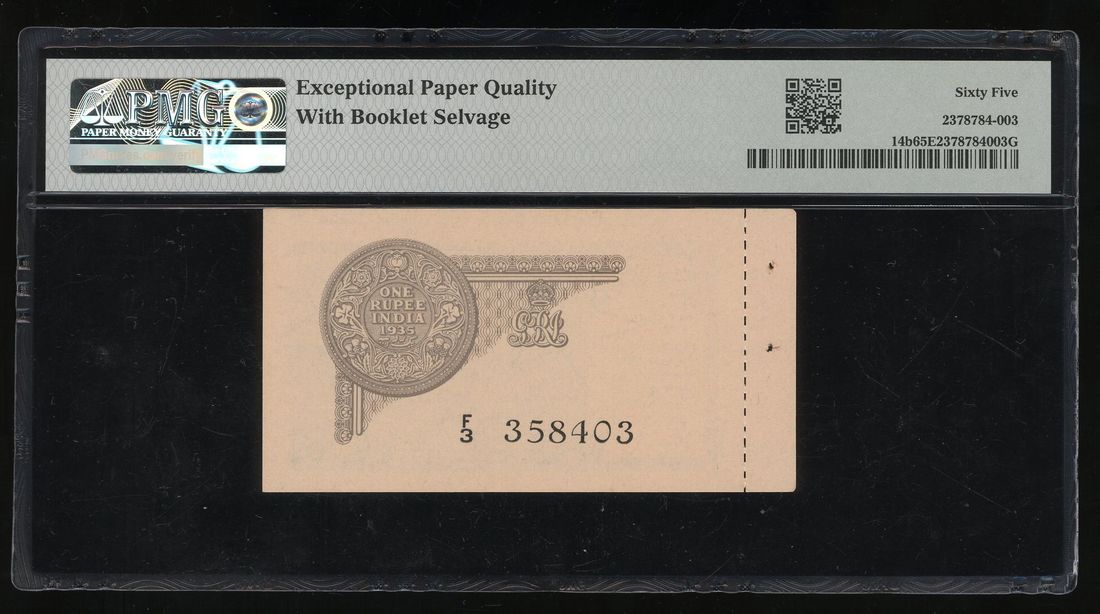 PMG
PAPER MONEY GUARANTY
Exceptional Paper Quality
With Booklet Selvage
Sixty Five
2378784-003
14b65E2378784003G
ONE
RUPEE
INDIA
1935
GRI
F/3 358403